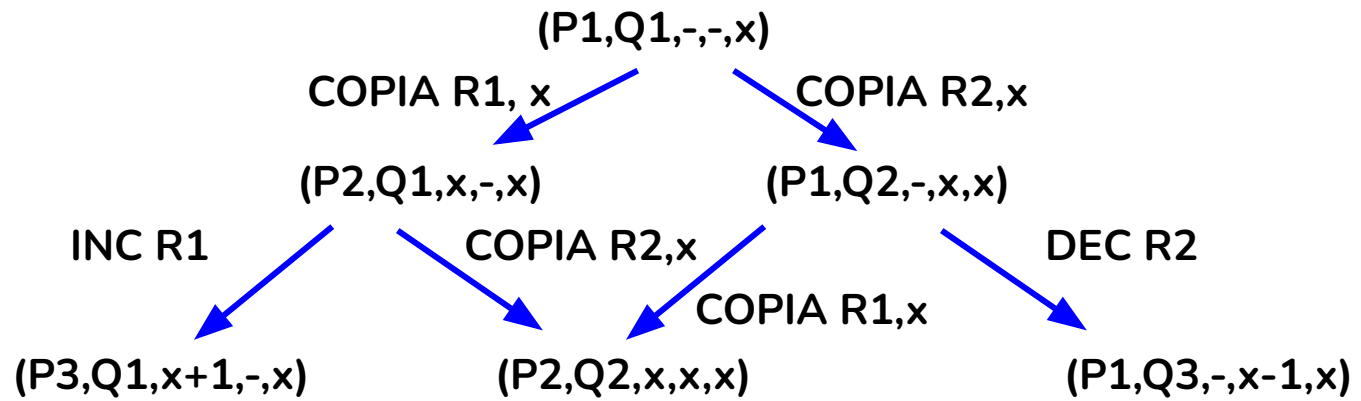 (P1,Q1,-,-,x)
COPIA R1, x
COPIA R2,x
(P2,Q1,x,-,x)
(P1,Q2,-,x,x)
INC R1
COPIA R2,x
DEC R2
COPIA R1,x
(P3,Q1,x+1,-,x)
(P2,Q2,x,x,x)
(P1,Q3,-,x-1,x)